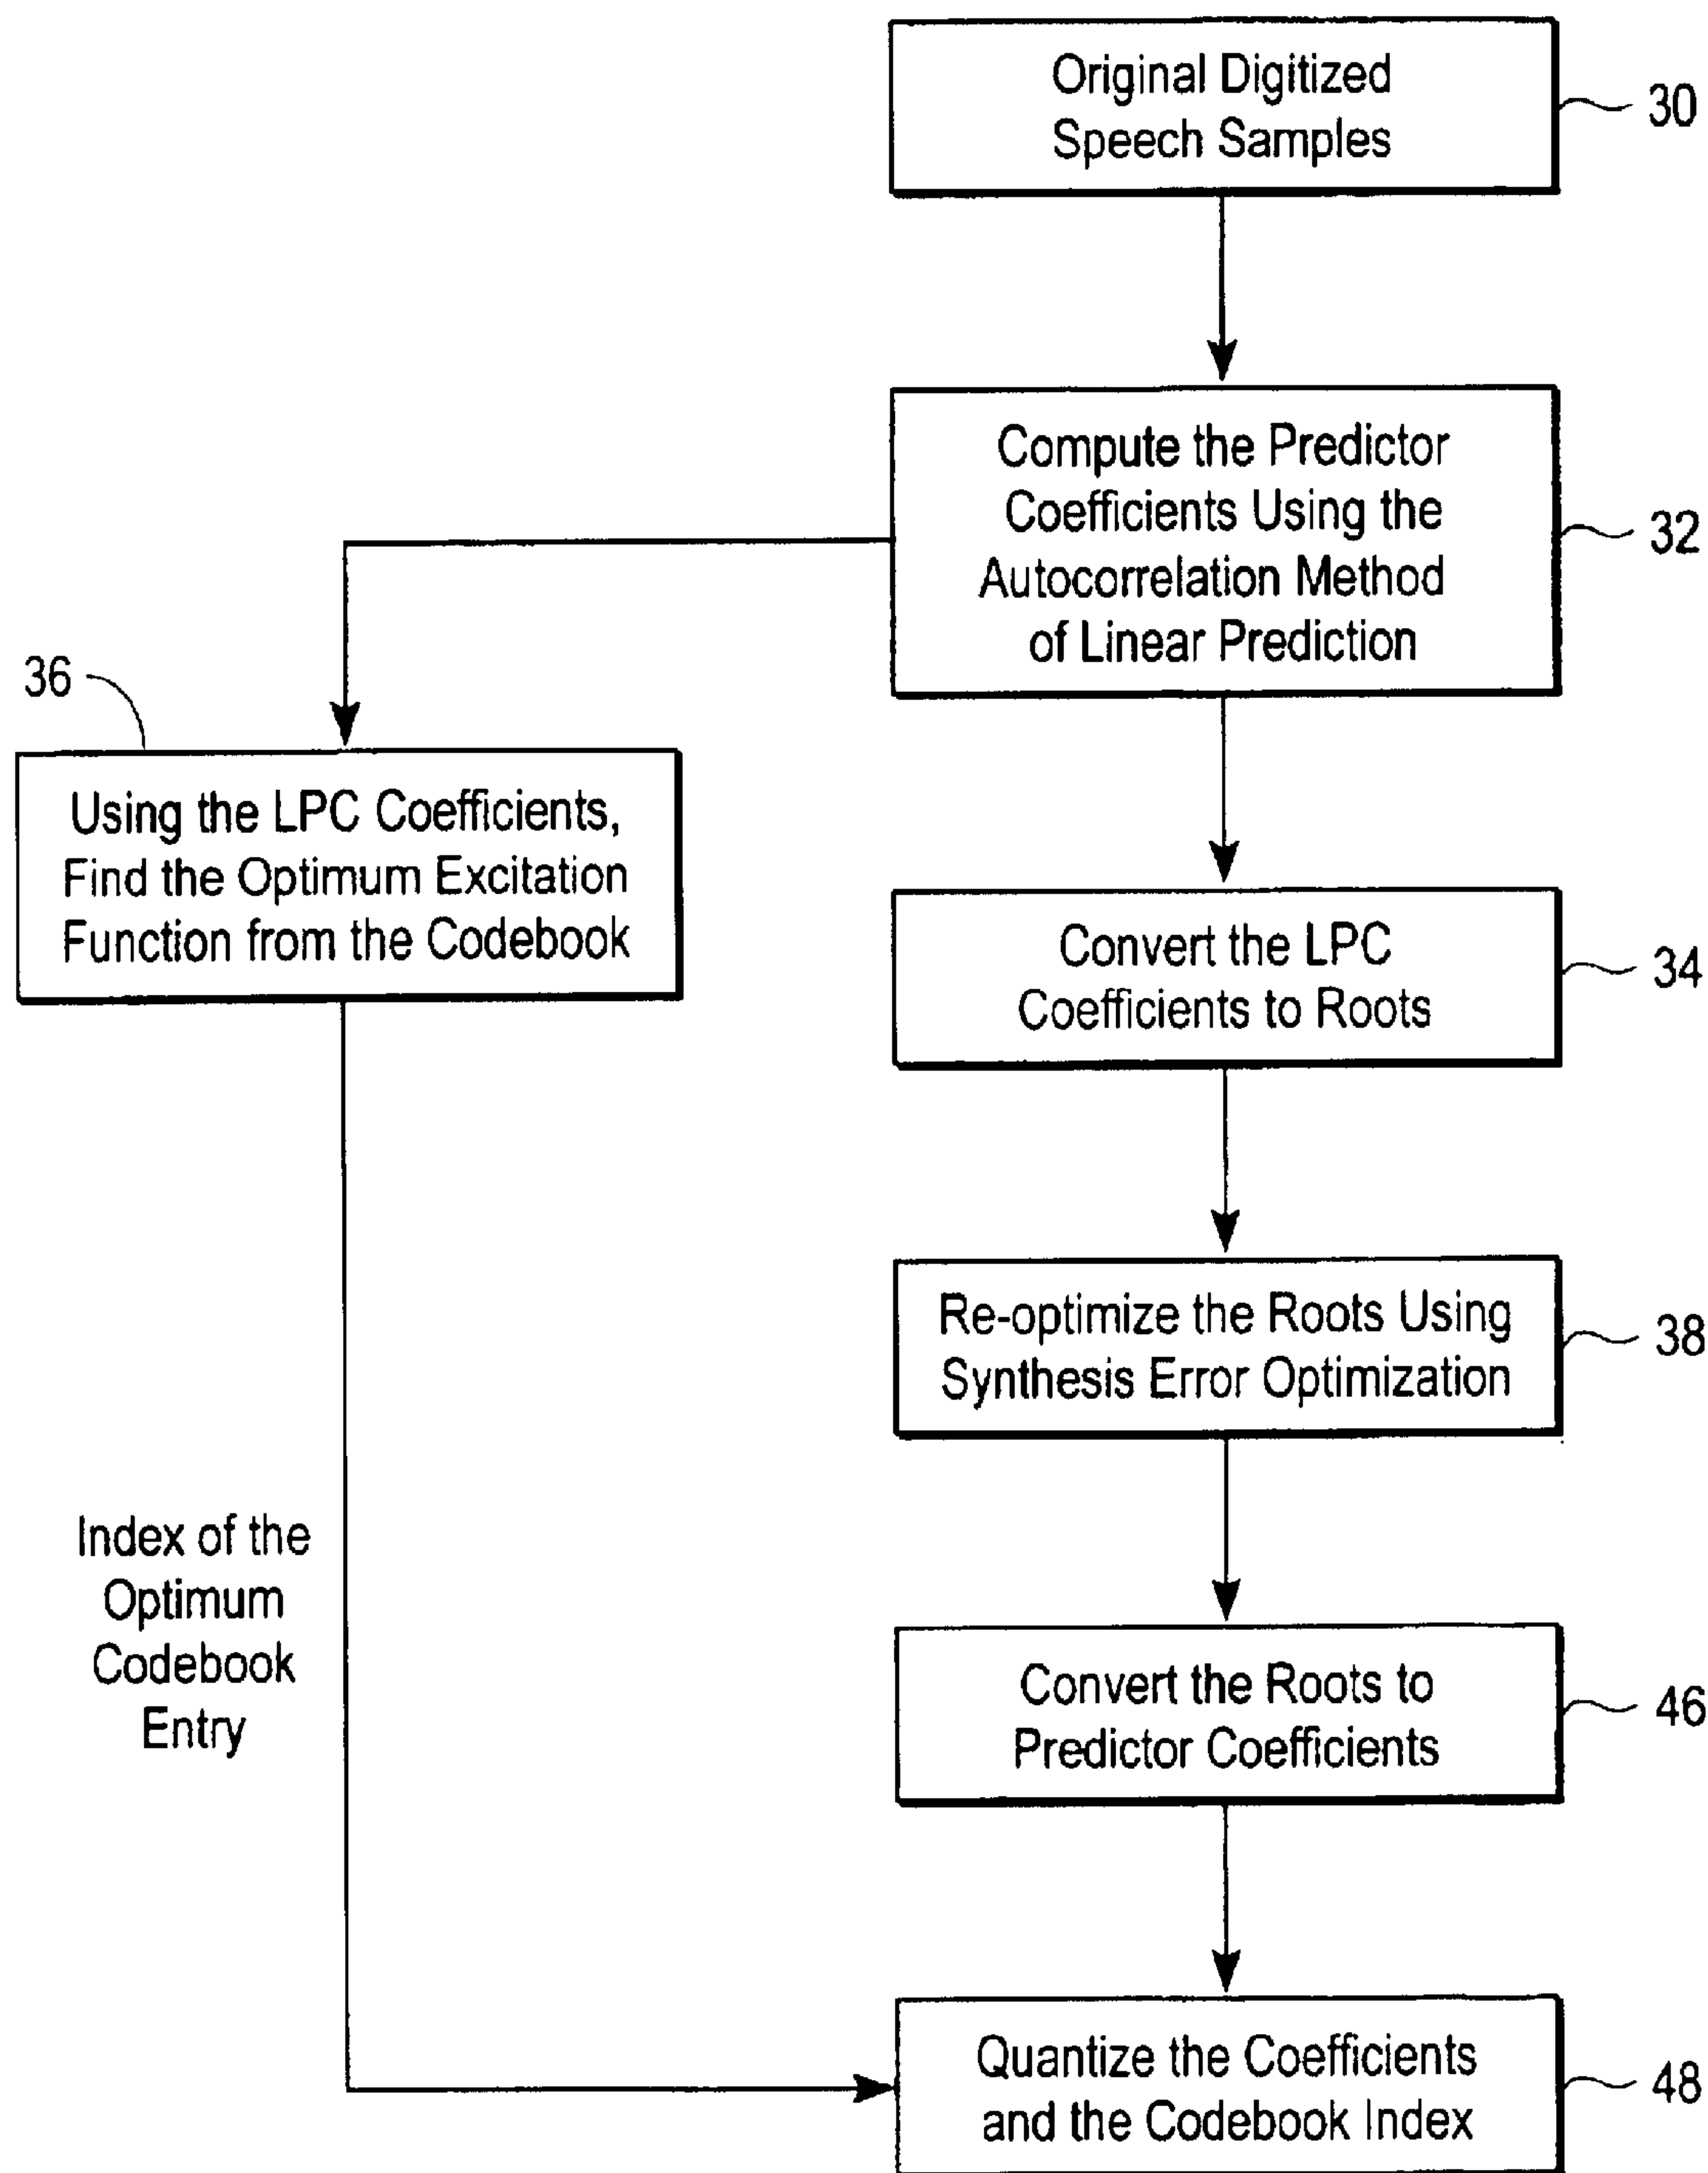 Original Digitized
Speech Samples
30
Compute the Predictor
Coefficients Using the
Autocorrelation Method
of Linear Prediction
32
36
Using the LPC Coefficients,
Find the Optimum Excitation
Function from the Codebook
Convert the LPC
Coefficients to Roots
34
Re-optimize the Roots Using
Synthesis Error Optimization
38
Index of the
Optimum
Codebook
Entry
Convert the Roots to
Predictor Coefficients
46
Quantize the Coefficients
and the Codebook Index
48